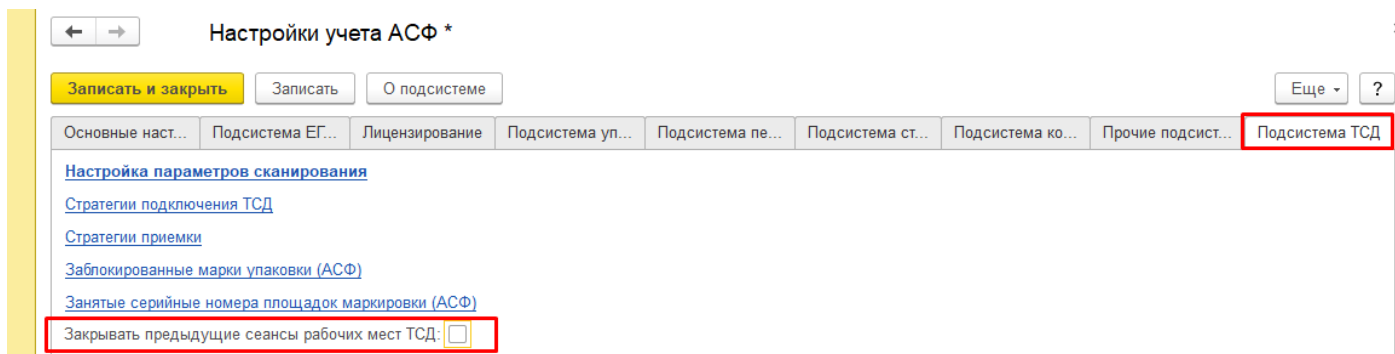 Настройки учета АСФ *
Записать и закрыть Записать О подсистеме Еще ?
Основные наст... Подсистема ЕГ... Лицензирование Подсистема уп... Подсистема пе... Подсистема ст... Подсистема ко... Прочие подсист... Подсистема ТСД
Настройка параметров сканирования
Стратегии подключения ТСД
Стратегии приемки
Заблокированные марки упаковки (АСФ)
Занятые серийные номера площадок маркировки (АСФ)
Закрывать предыдущие сеансы рабочих мест ТСД: